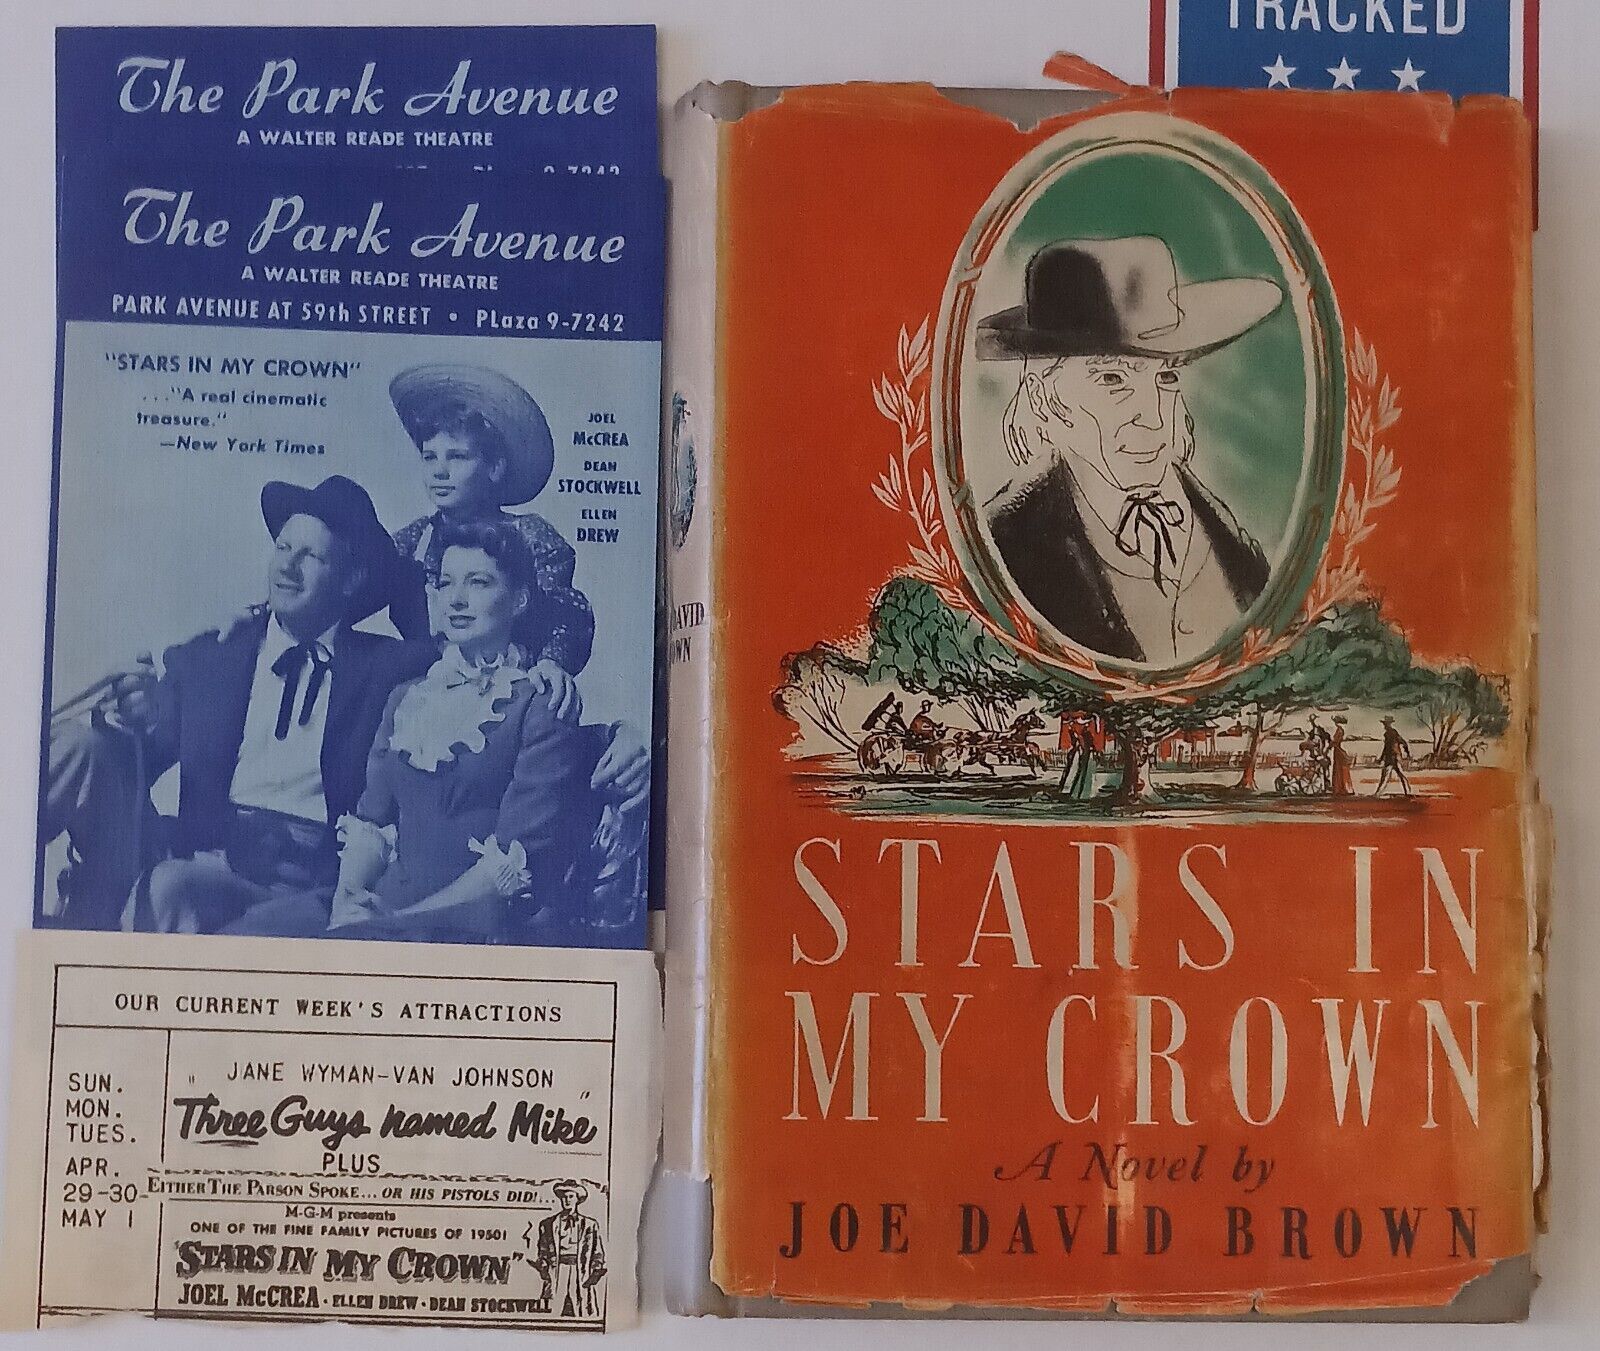 The Park Avenue
A WALTER READE THEATRE
The Park Avenue
A WALTER READE THEATRE
PARK AVENUE AT 59th STREET • PLaza 9-7242
"STARS IN MY CROWN"
. . ."A real cinematic
treasure."
—New York Times
JOEL
McCREA
DEAN
STOCKWELL
ELLEN
DREW
OUR CURRENT WEEK'S ATTRACTIONS
SUN.
MON.
TUES.
APR.
29-30-
MAY 1
JANE WYMAN-VAN JOHNSON
"Three Guys named Mike"
PLUS
EITHER THE PARSON SPOKE... OR HIS PISTOLS DID!...
M-G-M presents
ONE OF THE FINE FAMILY PICTURES OF 1950!
"STARS IN MY CROWN"
JOEL McCREA · ELLEN DREW · DEAN STOCKWELL
TRACKED
DAVID
STARS IN
MY CROWN
A Novel by
JOE DAVID BROWN